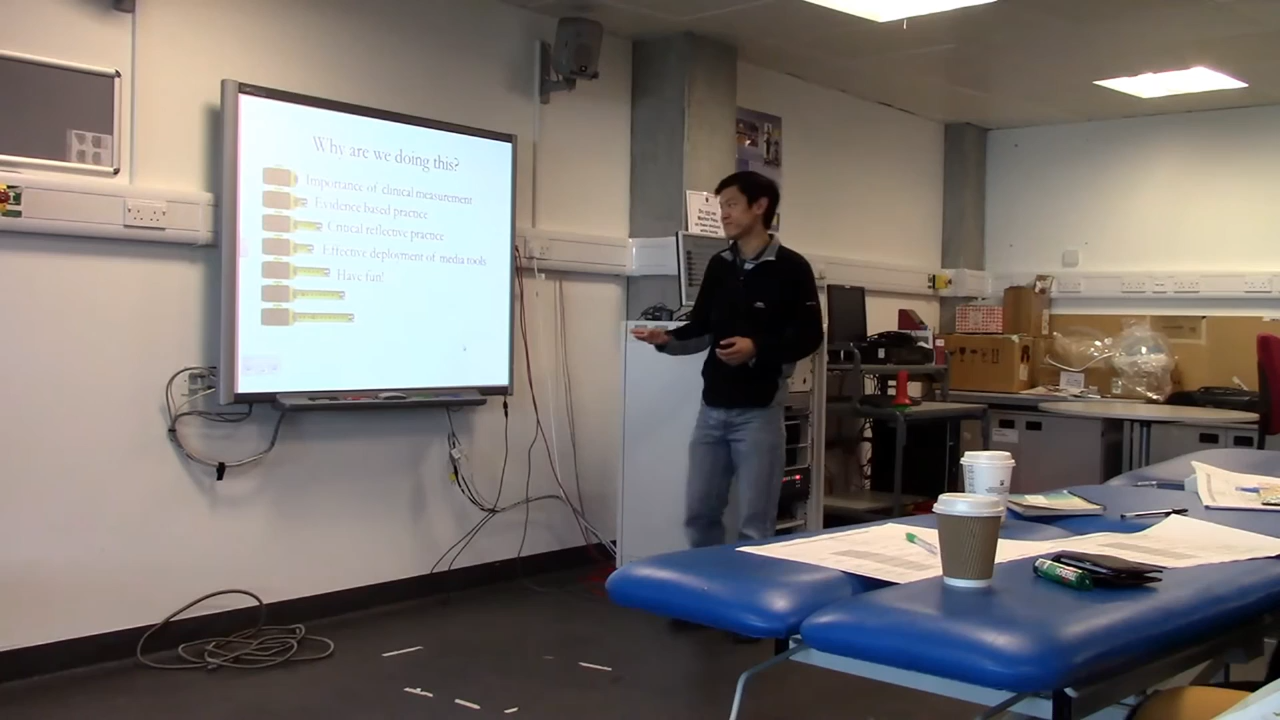 Why are we doing this?
Importance of clinical measurement
Evidence based practice
Critical reflective practice
Effective deployment of media tools
Have fun!